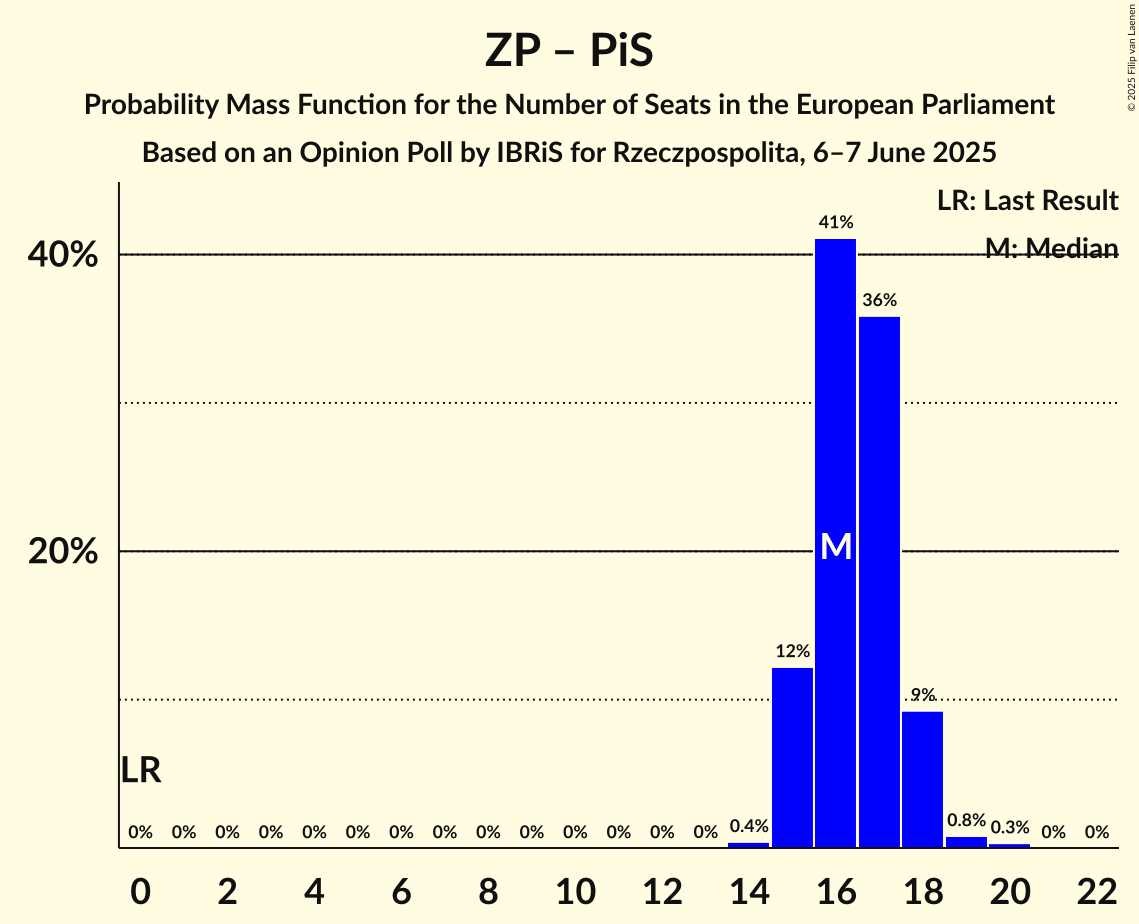 ZP – PiS
Probability Mass Function for the Number of Seats in the European Parliament
Based on an Opinion Poll by IBRiS for Rzeczpospolita, 6–7 June 2025
© 2025 Filip van Laenen
LR: Last Result
M: Median
40%
20%
41%
36%
M
12%
9%
LR
0% 0% 0% 0% 0% 0% 0% 0% 0% 0% 0% 0% 0% 0% 0.4% 0.8% 0.3% 0% 0%
0 2 4 6 8 10 12 14 16 18 20 22